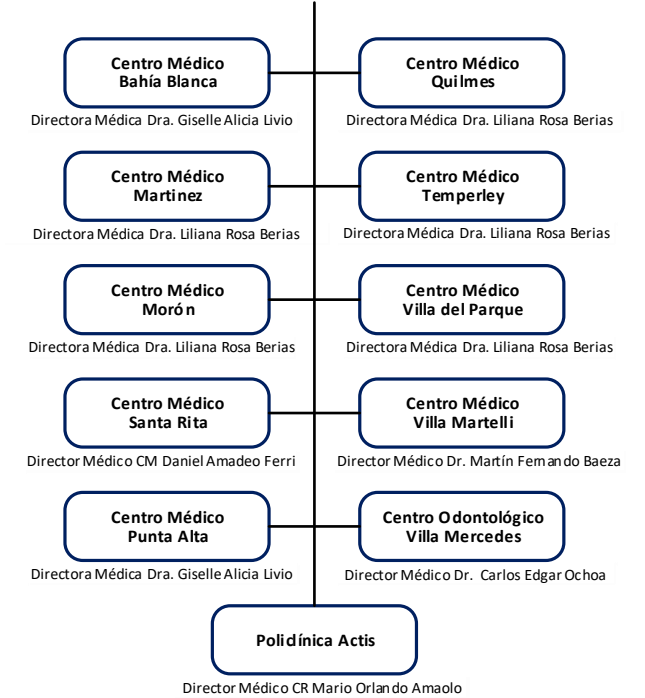 Centro Médico
Bahía Blanca
Directora Médica Dra. Giselle Alicia Livio
Centro Médico
Quilmes
Directora Médica Dra. Liliana Rosa Berias
Centro Médico
Martinez
Directora Médica Dra. Liliana Rosa Berias
Centro Médico
Temperley
Directora Médica Dra. Liliana Rosa Berias
Centro Médico
Morón
Directora Médica Dra. Liliana Rosa Berias
Centro Médico
Villa del Parque
Directora Médica Dra. Liliana Rosa Berias
Centro Médico
Santa Rita
Director Médico CM Daniel Amadeo Ferri
Centro Médico
Villa Martelli
Director Médico Dr. Martín Fernando Baeza
Centro Médico
Punta Alta
Directora Médica Dra. Giselle Alicia Livio
Centro Odontológico
Villa Mercedes
Director Médico Dr. Carlos Edgar Ochoa
Policlínica Actis
Director Médico CR Mario Orlando Amaolo